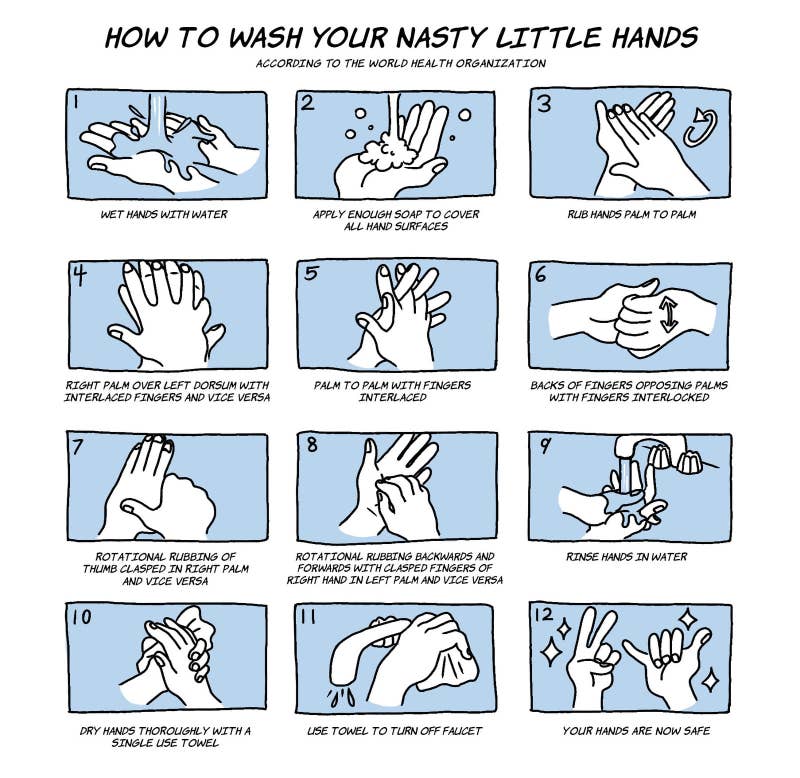 HOW TO WASH YOUR NASTY LITTLE HANDS
ACCORDING TO THE WORLD HEALTH ORGANIZATION
1
WET HANDS WITH WATER
2
APPLY ENOUGH SOAP TO COVER
ALL HAND SURFACES
3
RUB HANDS PALM TO PALM
4
RIGHT PALM OVER LEFT DORSUM WITH
INTERLACED FINGERS AND VICE VERSA
5
PALM TO PALM WITH FINGERS
INTERLACED
6
BACKS OF FINGERS OPPOSING PALMS
WITH FINGERS INTERLOCKED
7
ROTATIONAL RUBBING OF
THUMB CLASPED IN RIGHT PALM
AND VICE VERSA
8
ROTATIONAL RUBBING BACKWARDS AND
FORWARDS WITH CLASPED FINGERS OF
RIGHT HAND IN LEFT PALM AND VICE VERSA
9
RINSE HANDS IN WATER
10
DRY HANDS THOROUGHLY WITH A
SINGLE USE TOWEL
11
USE TOWEL TO TURN OFF FAUCET
12
YOUR HANDS ARE NOW SAFE